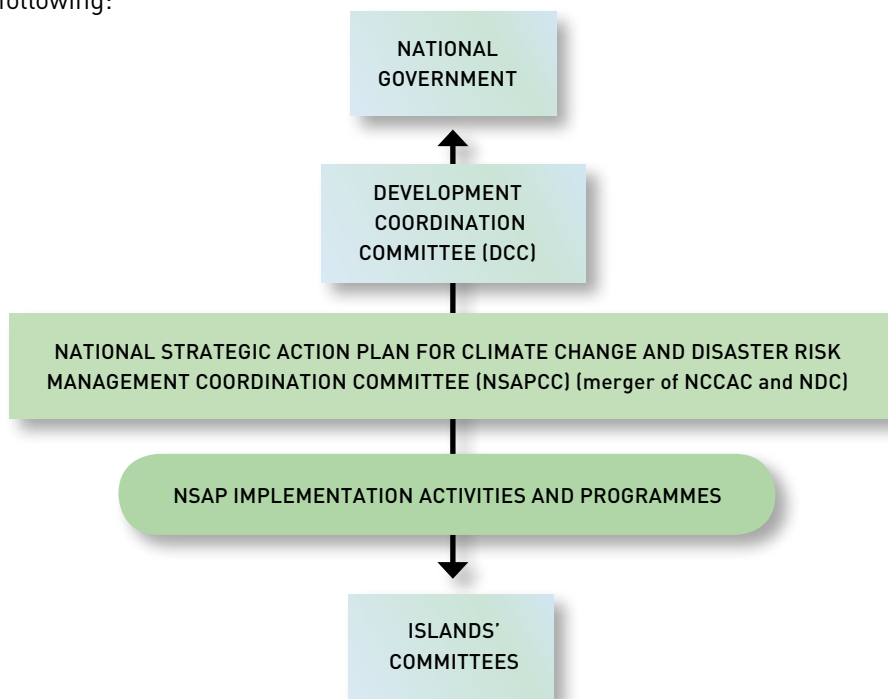 following:
NATIONAL
GOVERNMENT
DEVELOPMENT
COORDINATION
COMMITTEE (DCC)
NATIONAL STRATEGIC ACTION PLAN FOR CLIMATE CHANGE AND DISASTER RISK
MANAGEMENT COORDINATION COMMITTEE (NSAPCC) (merger of NCCAC and NDC)
NSAP IMPLEMENTATION ACTIVITIES AND PROGRAMMES
ISLANDS’
COMMITTEES